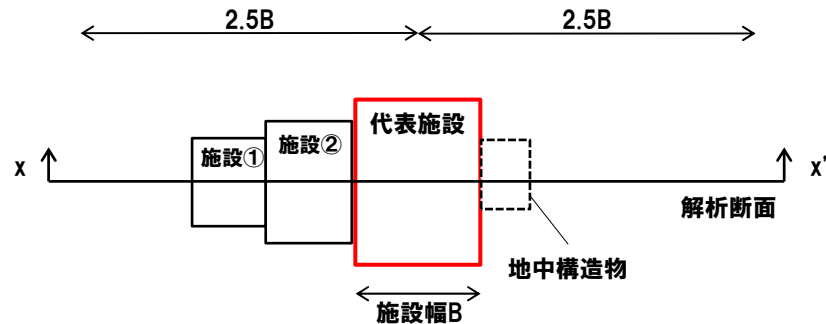 2.5B
2.5B
代表施設
施設①
施設②
x
x'
解析断面
地中構造物
施設幅B